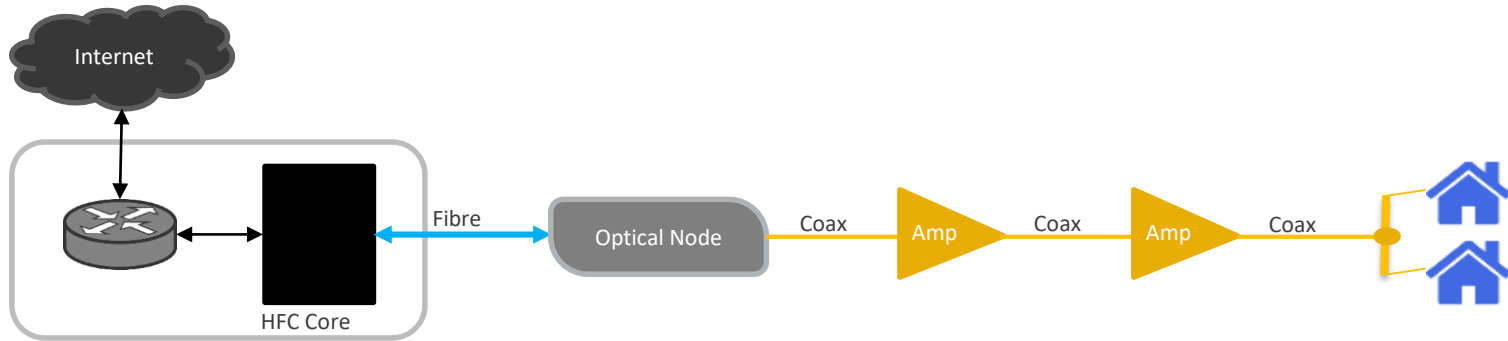 Internet
Fibre
Optical Node
Coax
Amp
Coax
Amp
Coax
HFC Core